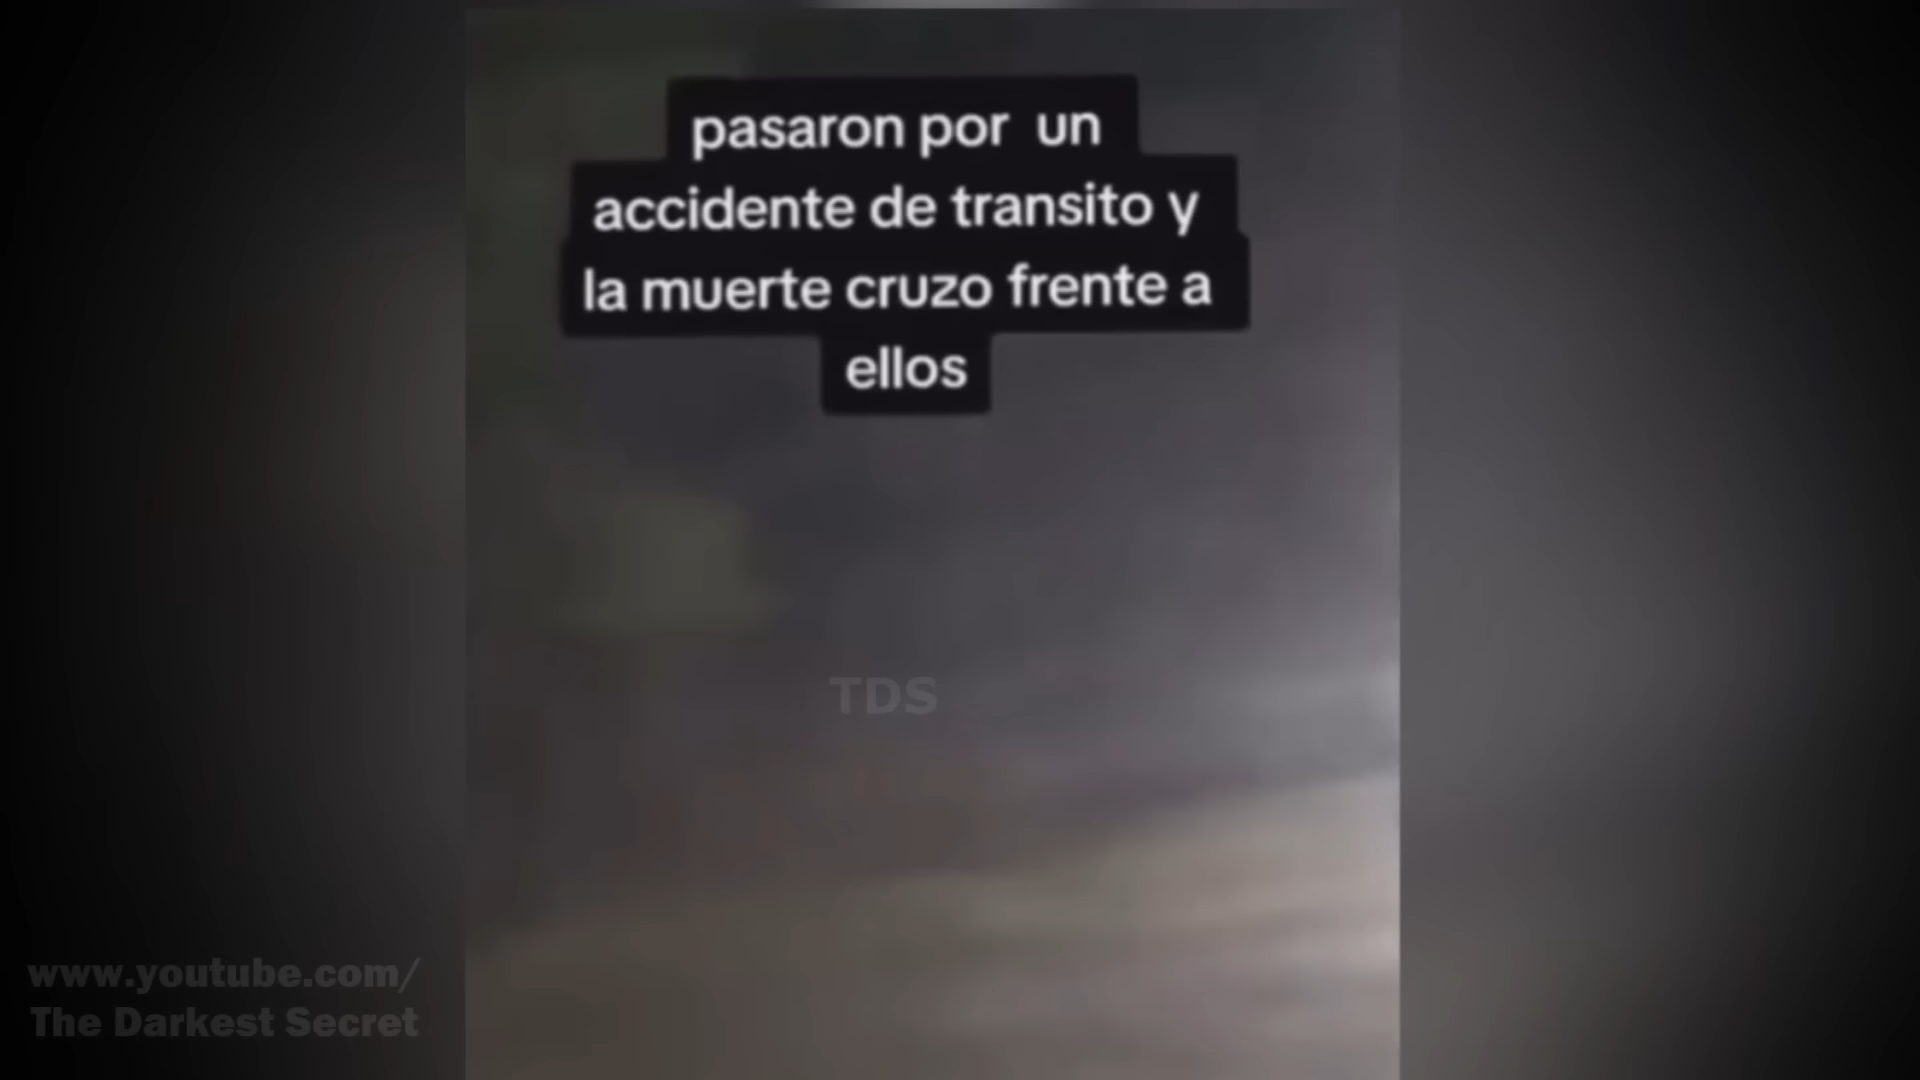 pasaron por un
accidente de transito y
la muerte cruzo frente a
ellos
TDS
www.youtube.com/
The Darkest Secret